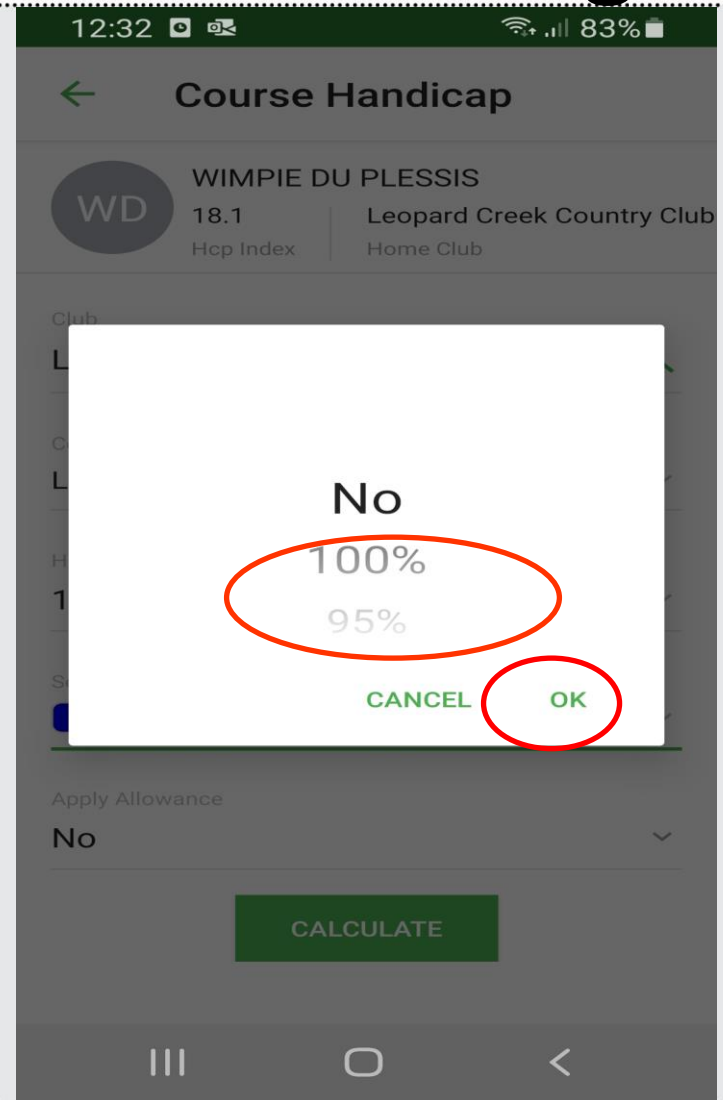 12:32 83%
Course Handicap
WD
WIMPIE DU PLESSIS
18.1 Leopard Creek Country Club
Hcp Index Home Club
Club
L
L
No
100%
H
1
95%
CANCEL OK
Apply Allowance
No
CALCULATE